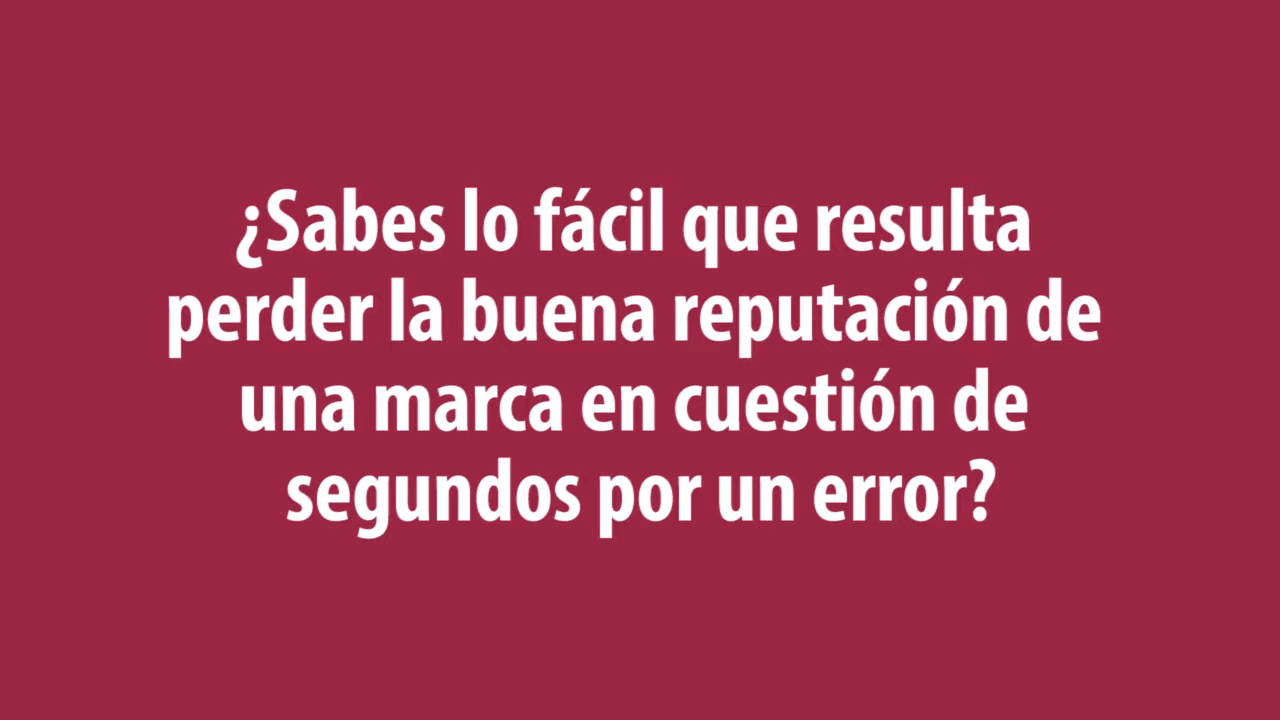 ¿Sabes lo fácil que resulta
perder la buena reputación de
una marca en cuestión de
segundos por un error?